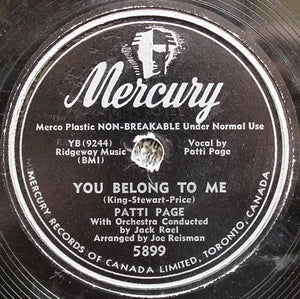 Mercury
Merco Plastic NON-BREAKABLE Under Normal Use
YB (9244)
Ridgeway Music
(BMI)
Vocal by
Patti Page
YOU BELONG TO ME
(King-Stewart-Price)
PATTI PAGE
With Orchestra Conducted
by Jack Rael
Arranged by Joe Reisman
5899
MERCURY RECORDS OF CANADA LIMITED, TORONTO, CANADA